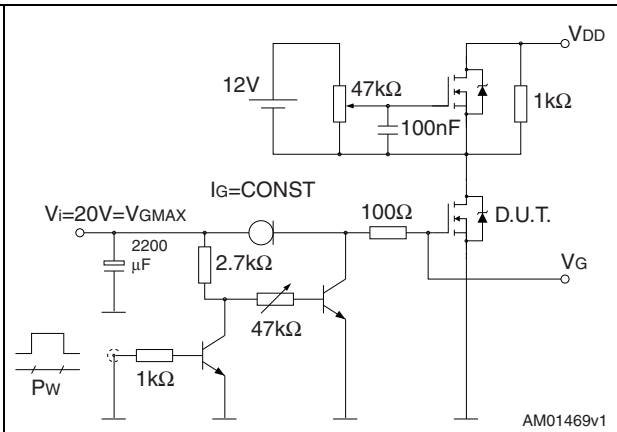 VDD
12V
47kΩ
1kΩ
100nF
IG=CONST
Vi=20V=VGMAX
100Ω
D.U.T.
2200
μF
2.7kΩ
VG
47kΩ
1kΩ
PW
AM01469v1